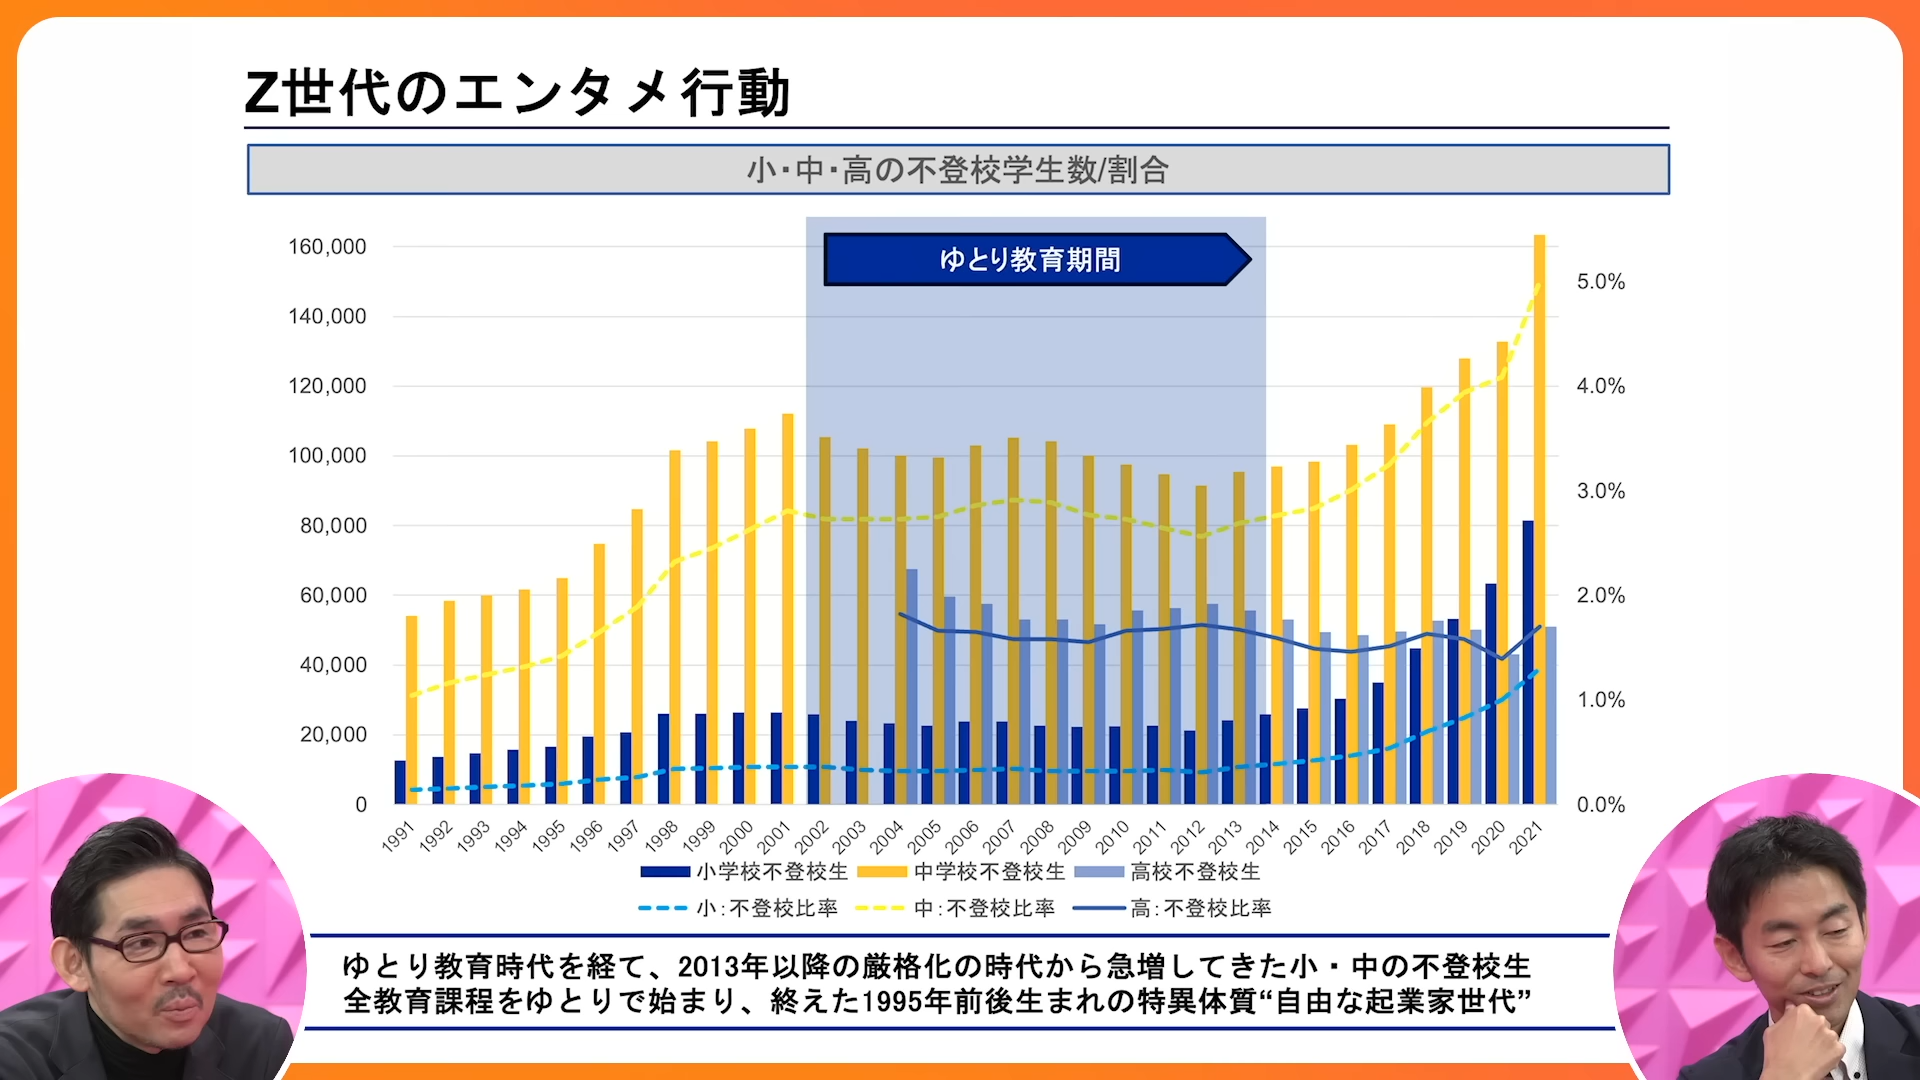 Z世代のエンタメ行動
小・中・高の不登校学生数/割合
ゆとり教育期間
160,000
140,000
120,000
100,000
80,000
60,000
40,000
20,000
0
5.0%
4.0%
3.0%
2.0%
1.0%
0.0%
1991 1992 1993 1994 1995 1996 1997 1998 1999 2000 2001 2002 2003 2004 2005 2006 2007 2008 2009 2010 2011 2012 2013 2014 2015 2016 2017 2018 2019 2020 2021
小学校不登校生 中学校不登校生 高校不登校生
小:不登校比率 中:不登校比率 高:不登校比率
ゆとり教育時代を経て、2013年以降の厳格化の時代から急増してきた小・中の不登校生
全教育課程をゆとりで始まり、終えた1995年前後生まれの特異体質“自由な起業家世代”